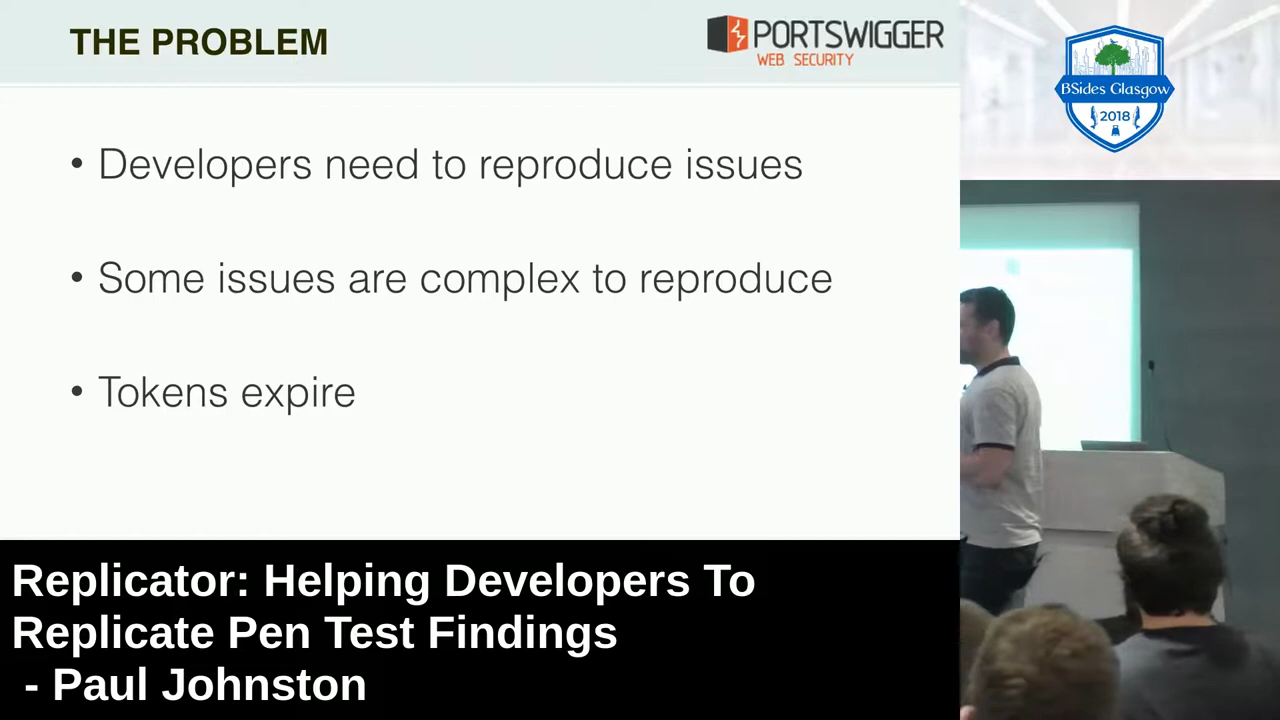 THE PROBLEM
PORTSWIGGER
WEB SECURITY
• Developers need to reproduce issues
• Some issues are complex to reproduce
• Tokens expire
BSides Glasgow
2018
Replicator: Helping Developers To
Replicate Pen Test Findings
- Paul Johnston